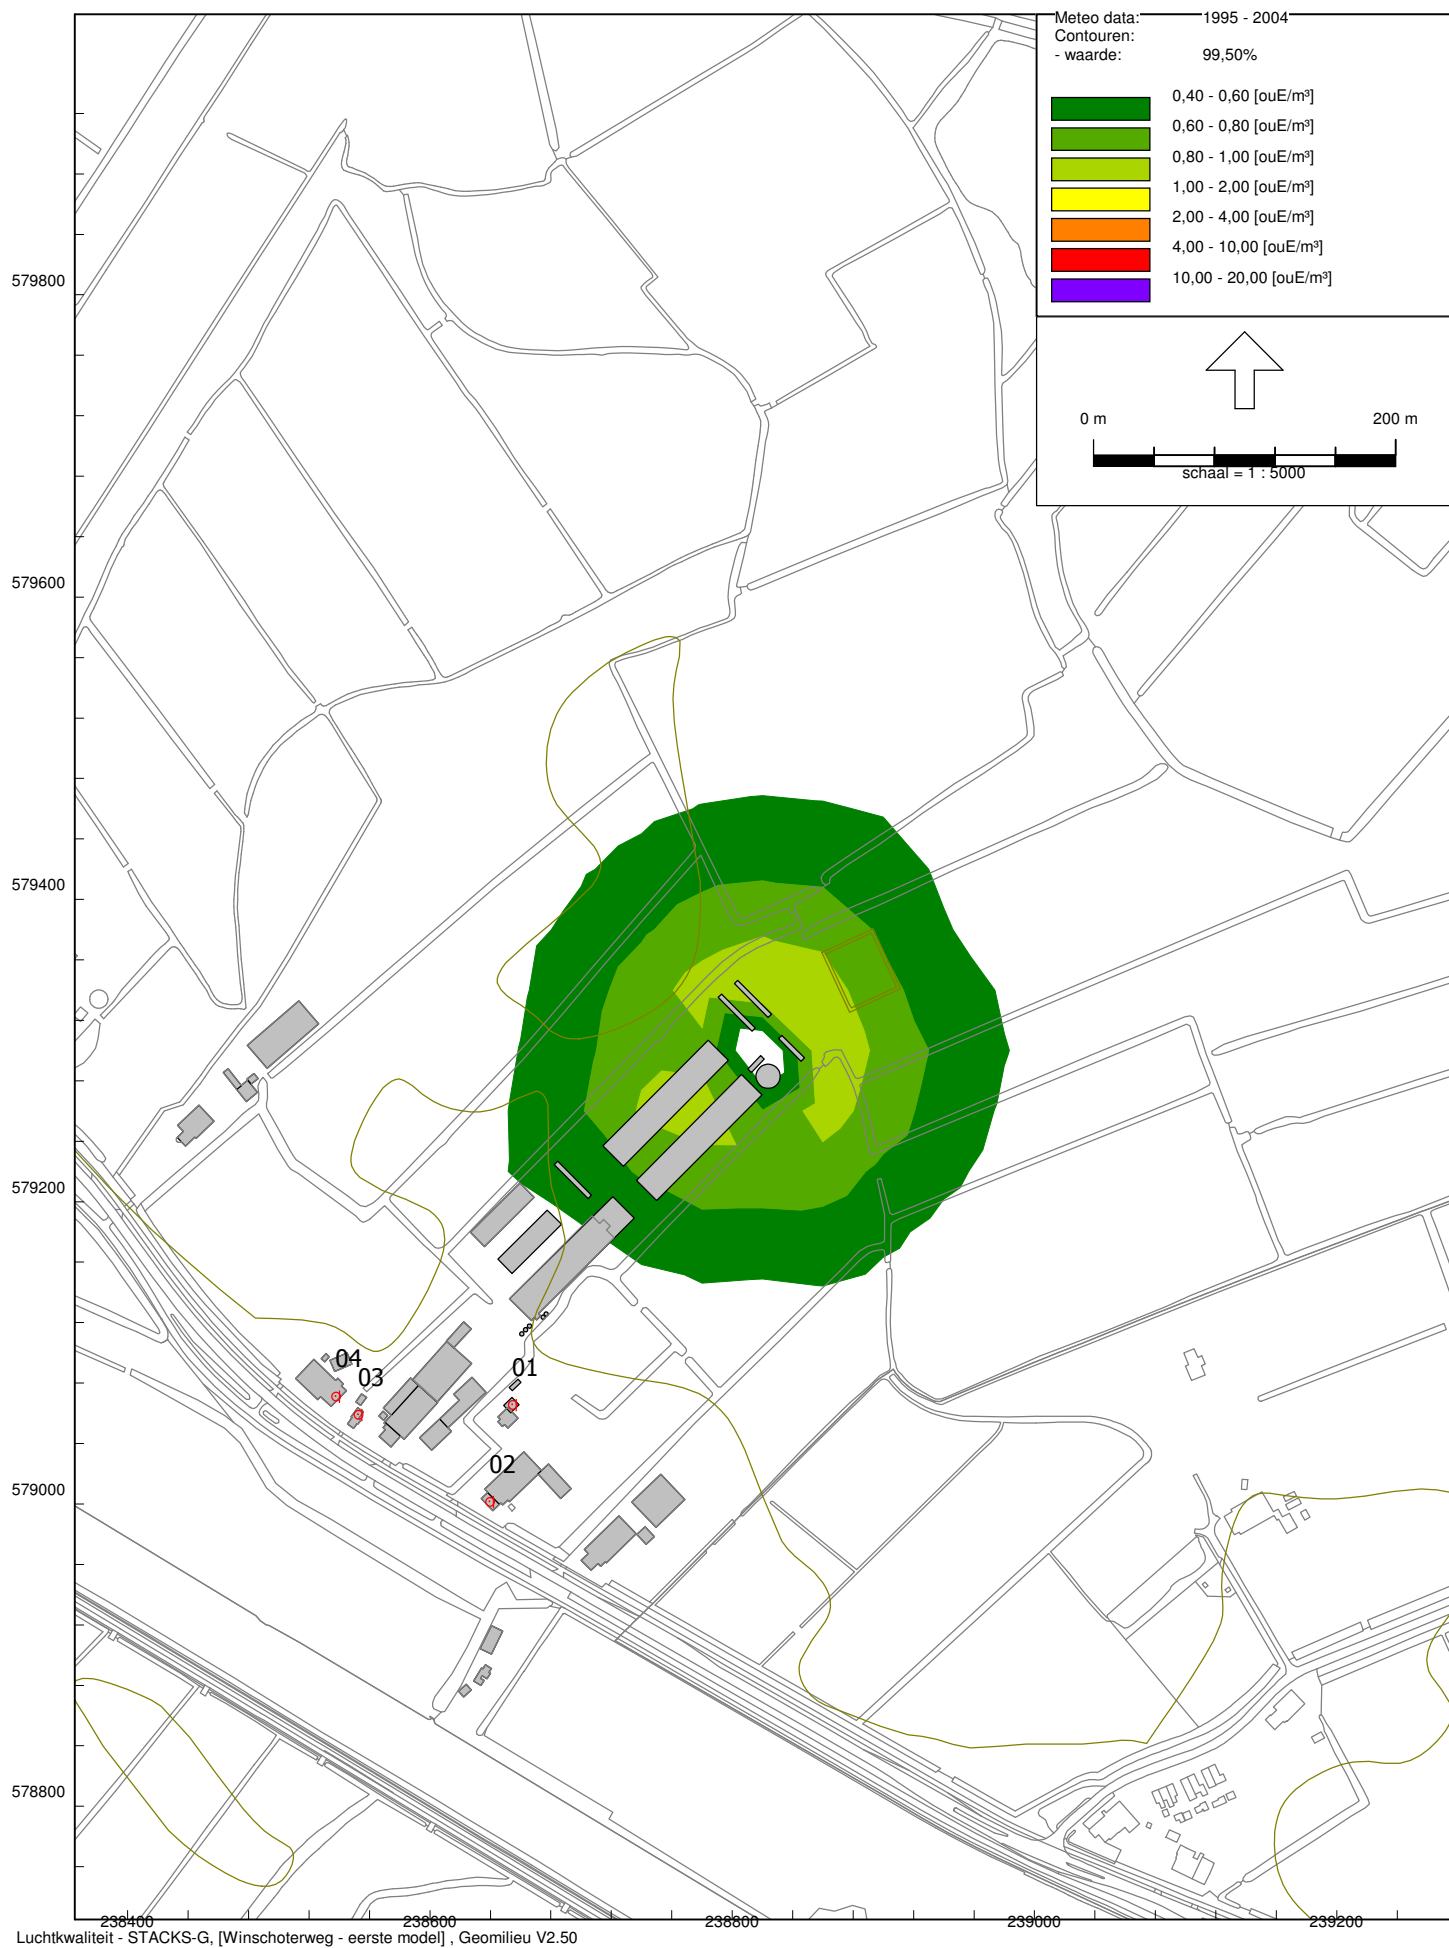 Meteo data: 1995 - 2004
Contouren:
- waarde: 99,50%
0,40 - 0,60 [ouE/m³]
0,60 - 0,80 [ouE/m³]
0,80 - 1,00 [ouE/m³]
1,00 - 2,00 [ouE/m³]
2,00 - 4,00 [ouE/m³]
4,00 - 10,00 [ouE/m³]
10,00 - 20,00 [ouE/m³]
0 m 200 m
schaal = 1 : 5000
579800
579600
579400
579200
04
03
01
02
579000
578800
238400 238600 238800 239000 239200
Luchtkwaliteit - STACKS-G, [Winschoterweg - eerste model] , Geomilieu V2.50